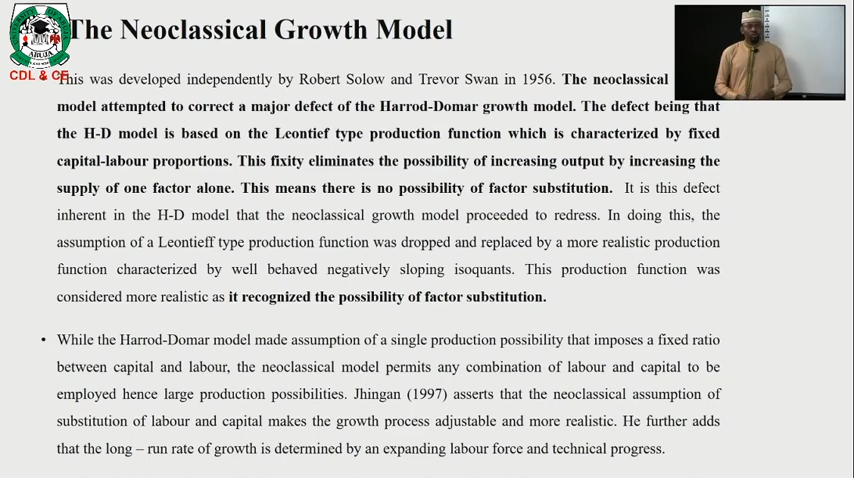 The Neoclassical Growth Model
ABUJA
CDL & CE
This was developed independently by Robert Solow and Trevor Swan in 1956. The neoclassical
model attempted to correct a major defect of the Harrod-Domar growth model. The defect being that
the H-D model is based on the Leontief type production function which is characterized by fixed
capital-labour proportions. This fixity eliminates the possibility of increasing output by increasing the
supply of one factor alone. This means there is no possibility of factor substitution. It is this defect
inherent in the H-D model that the neoclassical growth model proceeded to redress. In doing this, the
assumption of a Leontieff type production function was dropped and replaced by a more realistic production
function characterized by well behaved negatively sloping isoquants. This production function was
considered more realistic as it recognized the possibility of factor substitution.
• While the Harrod-Domar model made assumption of a single production possibility that imposes a fixed ratio
between capital and labour, the neoclassical model permits any combination of labour and capital to be
employed hence large production possibilities. Jhingan (1997) asserts that the neoclassical assumption of
substitution of labour and capital makes the growth process adjustable and more realistic. He further adds
that the long – run rate of growth is determined by an expanding labour force and technical progress.